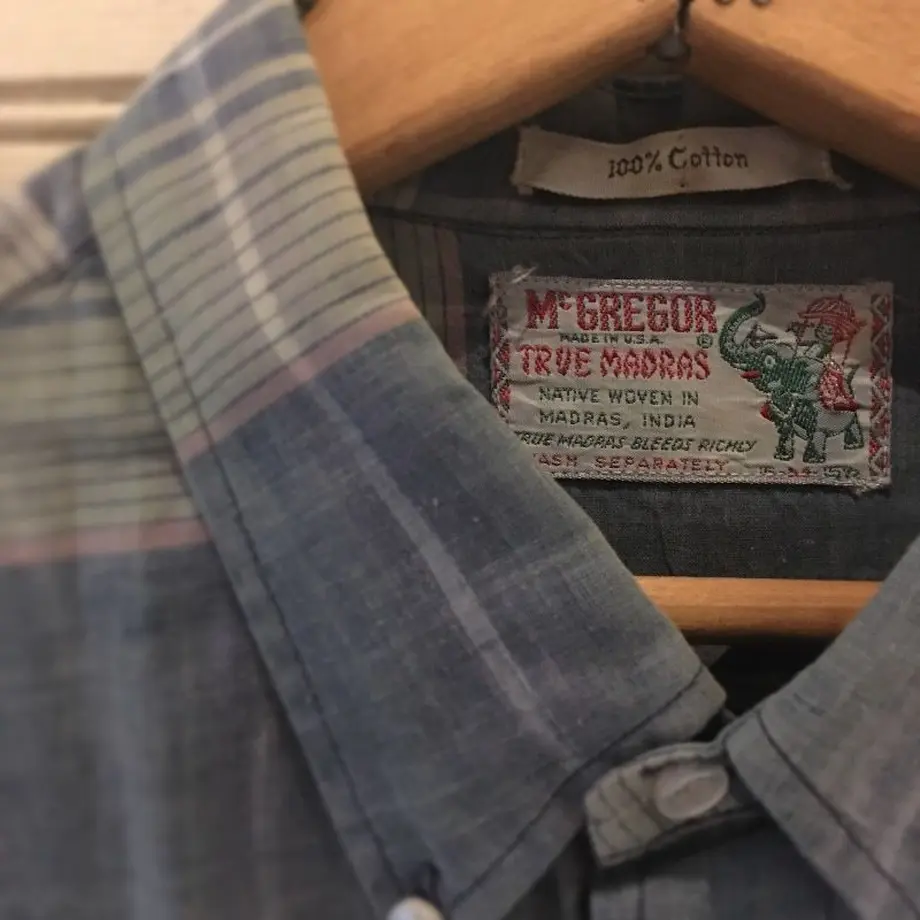 100% Cotton
McGREGOR
MADE IN U.S.A. ®
TRUE MADRAS
NATIVE WOVEN IN
MADRAS, INDIA
TRUE MADRAS BLEEDS RICHLY
WASH SEPARATELY